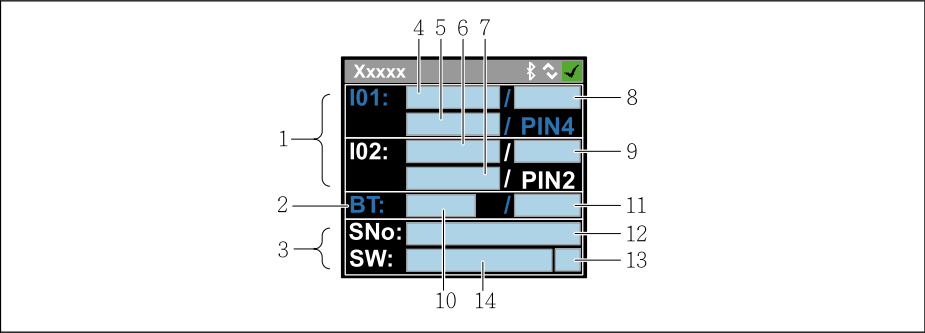 4 5 6 7
Xxxxx
I01: / 8
1 / PIN4
I02: / 9
/ PIN2
2 BT: / 11
3 SNo: 12
SW: 13
10 14